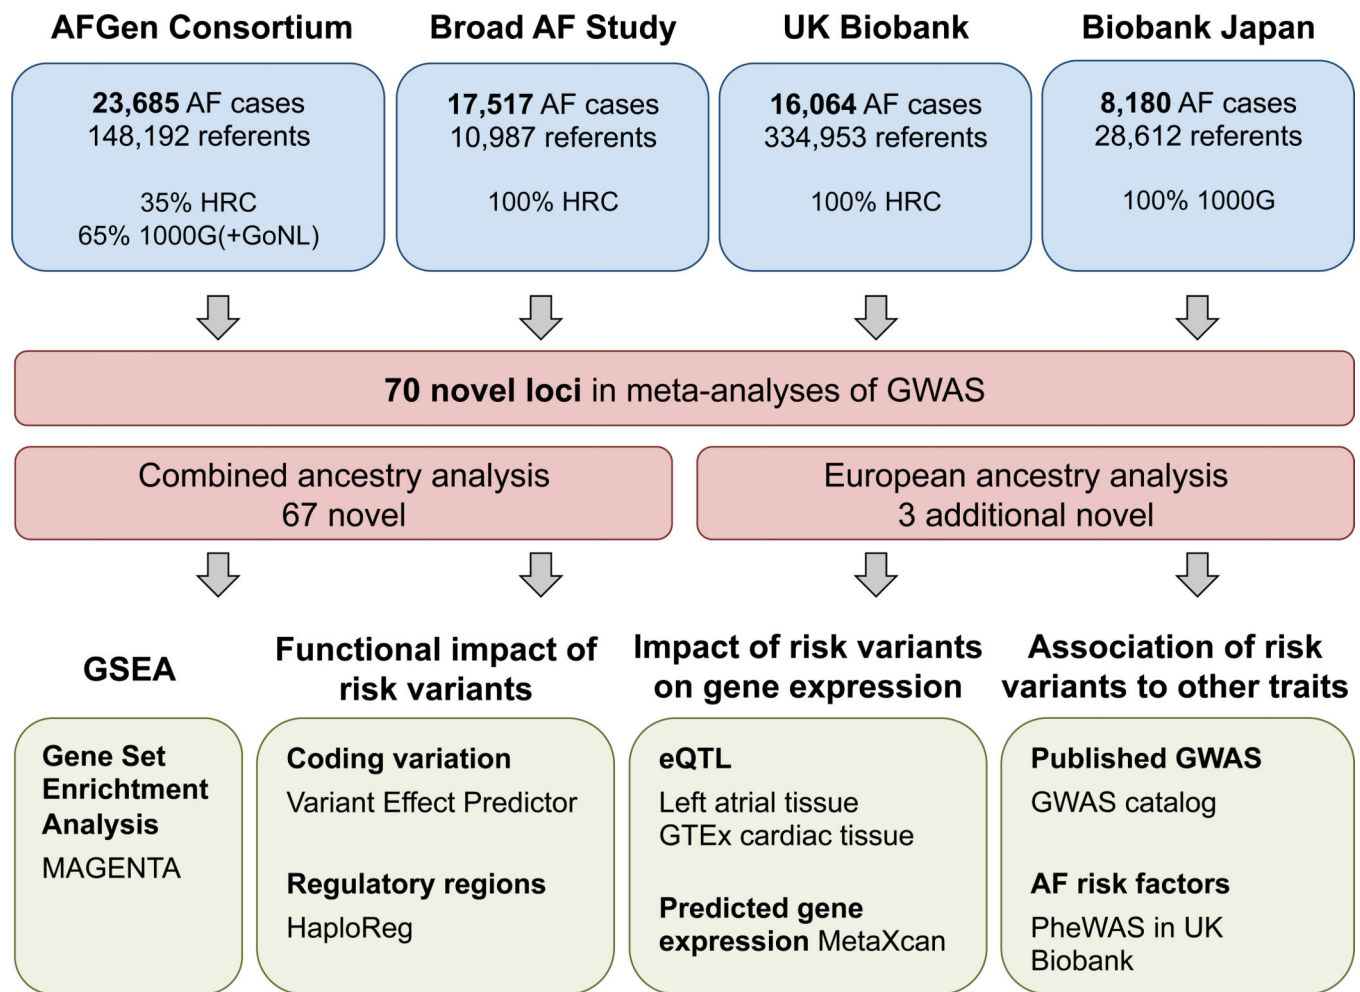 AFGen Consortium
23,685 AF cases
148,192 referents
35% HRC
65% 1000G(+GoNL)
Broad AF Study
17,517 AF cases
10,987 referents
100% HRC
UK Biobank
16,064 AF cases
334,953 referents
100% HRC
Biobank Japan
8,180 AF cases
28,612 referents
100% 1000G
70 novel loci in meta-analyses of GWAS
Combined ancestry analysis
67 novel
European ancestry analysis
3 additional novel
GSEA
Gene Set
Enrichtment
Analysis
MAGENTA
Functional impact of
risk variants
Coding variation
Variant Effect Predictor
Regulatory regions
HaploReg
Impact of risk variants
on gene expression
eQTL
Left atrial tissue
GTEx cardiac tissue
Predicted gene
expression MetaXcan
Association of risk
variants to other traits
Published GWAS
GWAS catalog
AF risk factors
PheWAS in UK
Biobank